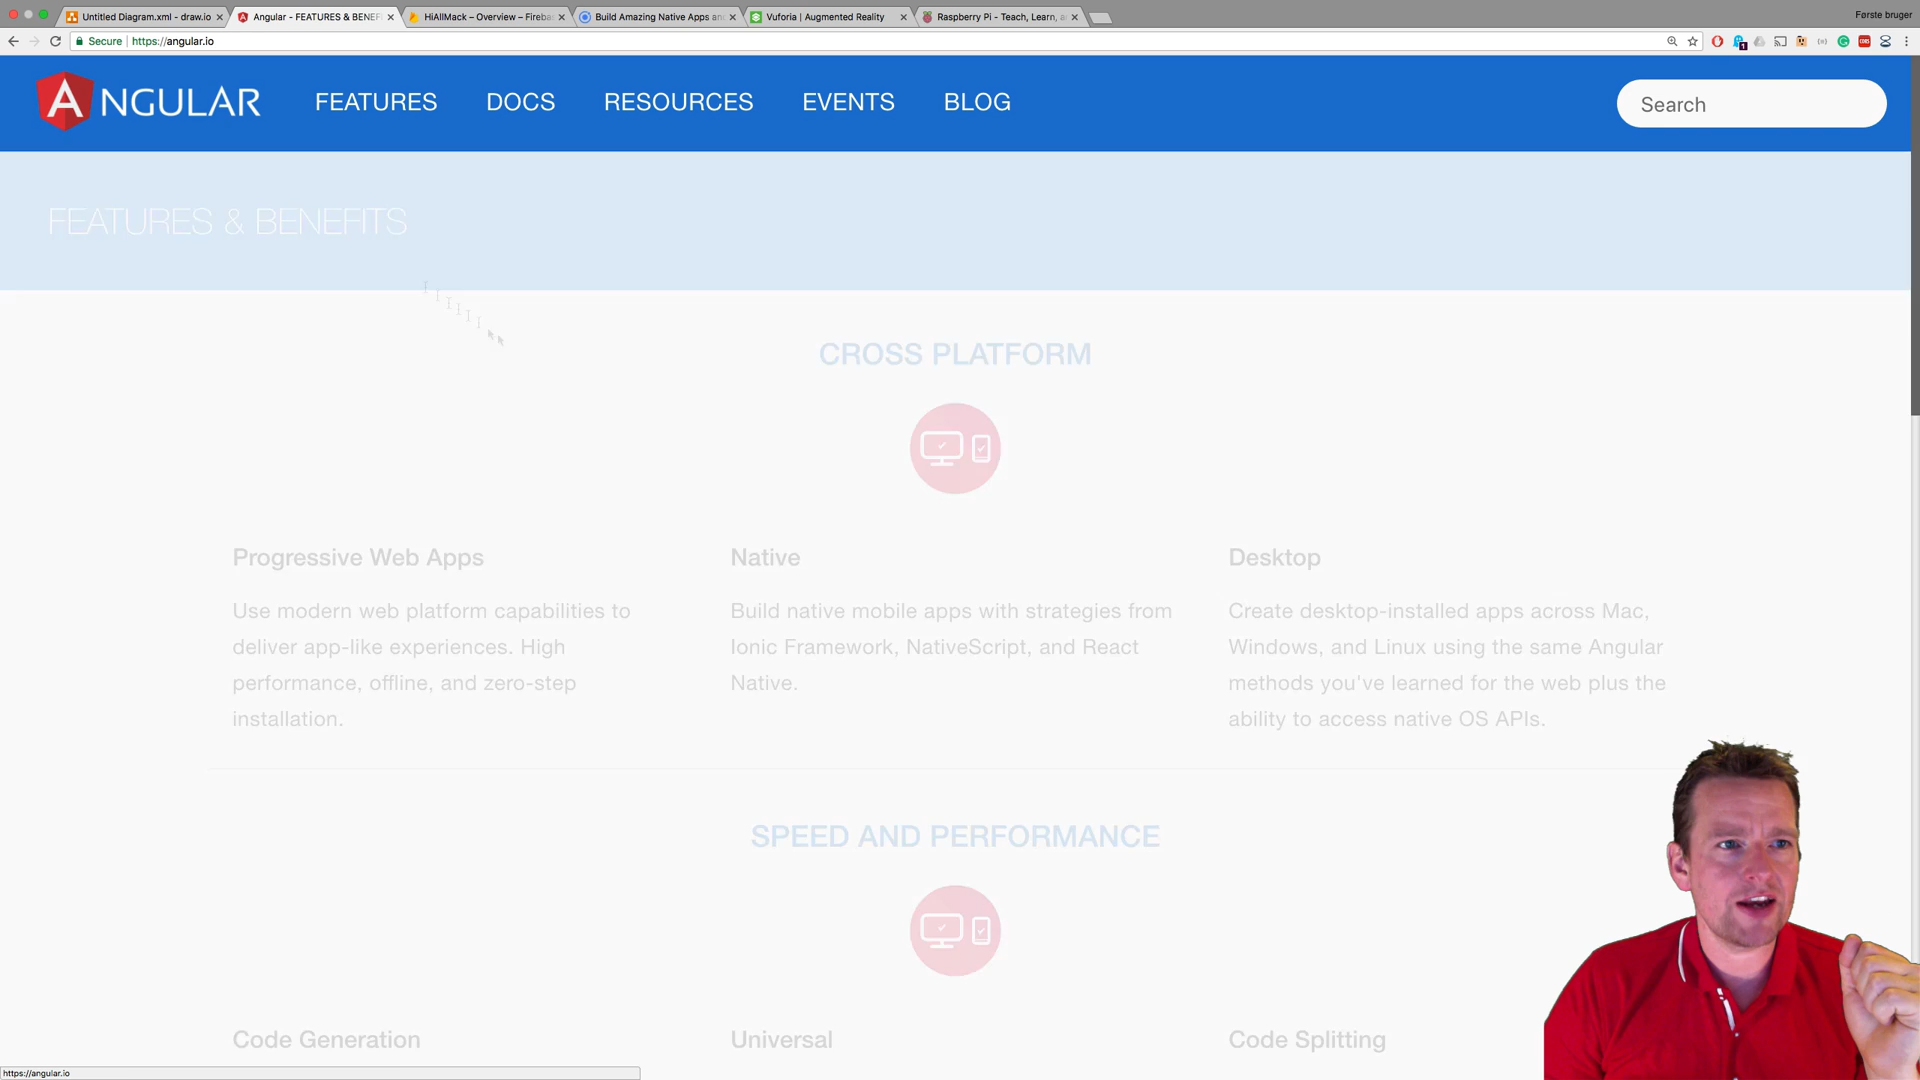 Untitled Diagram.xml - draw.io
Angular - FEATURES & BENEF
HiAllMack – Overview – Fireba
Build Amazing Native Apps an
Vuforia | Augmented Reality
Raspberry Pi - Teach, Learn, a
Første bruger
Secure
https://angular.io
1
ANGULAR
FEATURES
DOCS
RESOURCES
EVENTS
BLOG
Search
FEATURES & BENEFITS
CROSS PLATFORM
Progressive Web Apps
Use modern web platform capabilities to
deliver app-like experiences. High
performance, offline, and zero-step
installation.
Native
Build native mobile apps with strategies from
Ionic Framework, NativeScript, and React
Native.
Desktop
Create desktop-installed apps across Mac,
Windows, and Linux using the same Angular
methods you've learned for the web plus the
ability to access native OS APIs.
SPEED AND PERFORMANCE
Code Generation
Universal
Code Splitting
https://angular.io